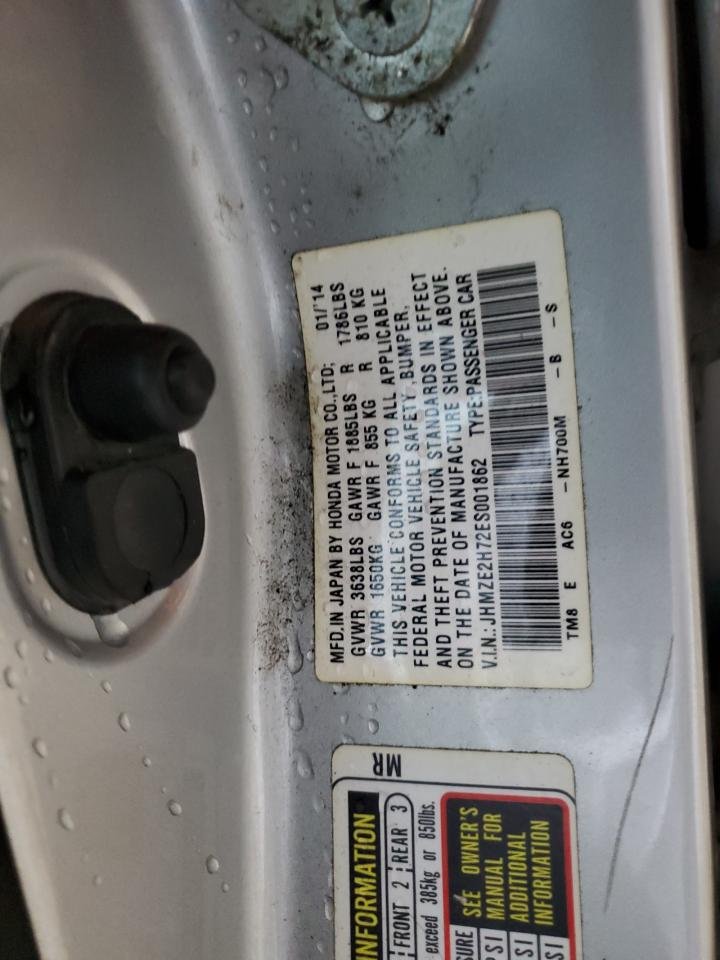 MFD.IN JAPAN BY HONDA MOTOR CO.,LTD; 01/'14
GVWR 3638LBS GAWR F 1885LBS R 1786LBS
GVWR 1650KG GAWR F 855 KG R 810 KG
THIS VEHICLE CONFORMS TO ALL APPLICABLE
FEDERAL MOTOR VEHICLE SAFETY ,BUMPER,
AND THEFT PREVENTION STANDARDS IN EFFECT
ON THE DATE OF MANUFACTURE SHOWN ABOVE.
V.I.N.: JHMZE2H72ES001862 TYPE:PASSENGER CAR
TM8 E AC6 -NH700M -B -S
MR
INFORMATION
FRONT 2 REAR 3
exceed 385kg or 850lbs.
SEE OWNER'S
MANUAL FOR
ADDITIONAL
INFORMATION